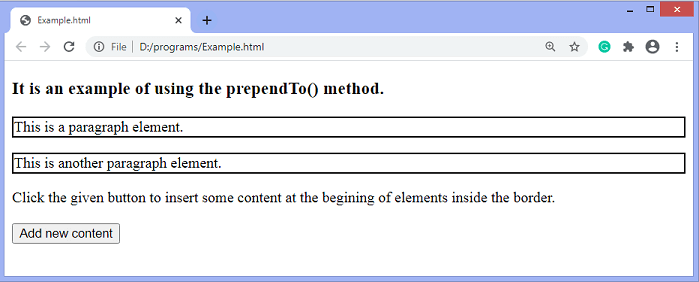 Example.html
File | D:/programs/Example.html
It is an example of using the prependTo() method.
This is a paragraph element.
This is another paragraph element.
Click the given button to insert some content at the begining of elements inside the border.
Add new content